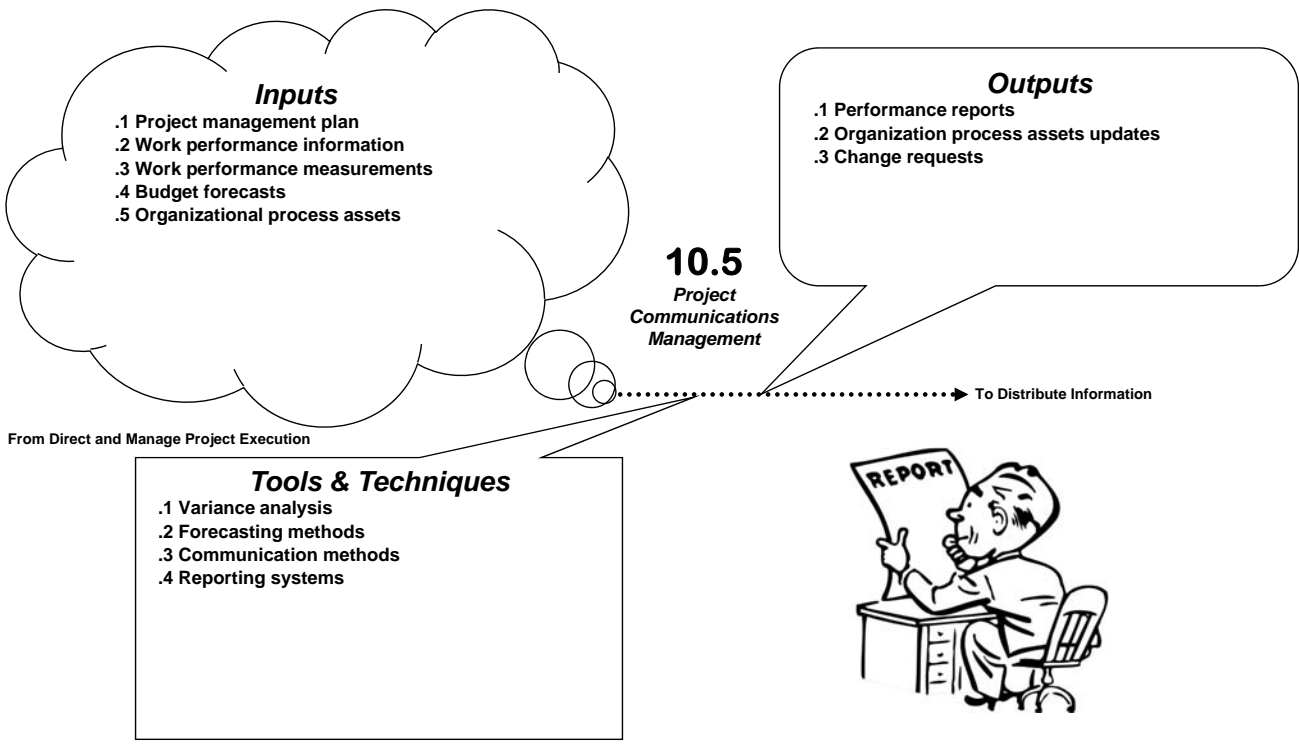 Inputs
.1 Project management plan
.2 Work performance information
.3 Work performance measurements
.4 Budget forecasts
.5 Organizational process assets
Outputs
.1 Performance reports
.2 Organization process assets updates
.3 Change requests
10.5
Project
Communications
Management
To Distribute Information
From Direct and Manage Project Execution
Tools & Techniques
.1 Variance analysis
.2 Forecasting methods
.3 Communication methods
.4 Reporting systems
REPORT